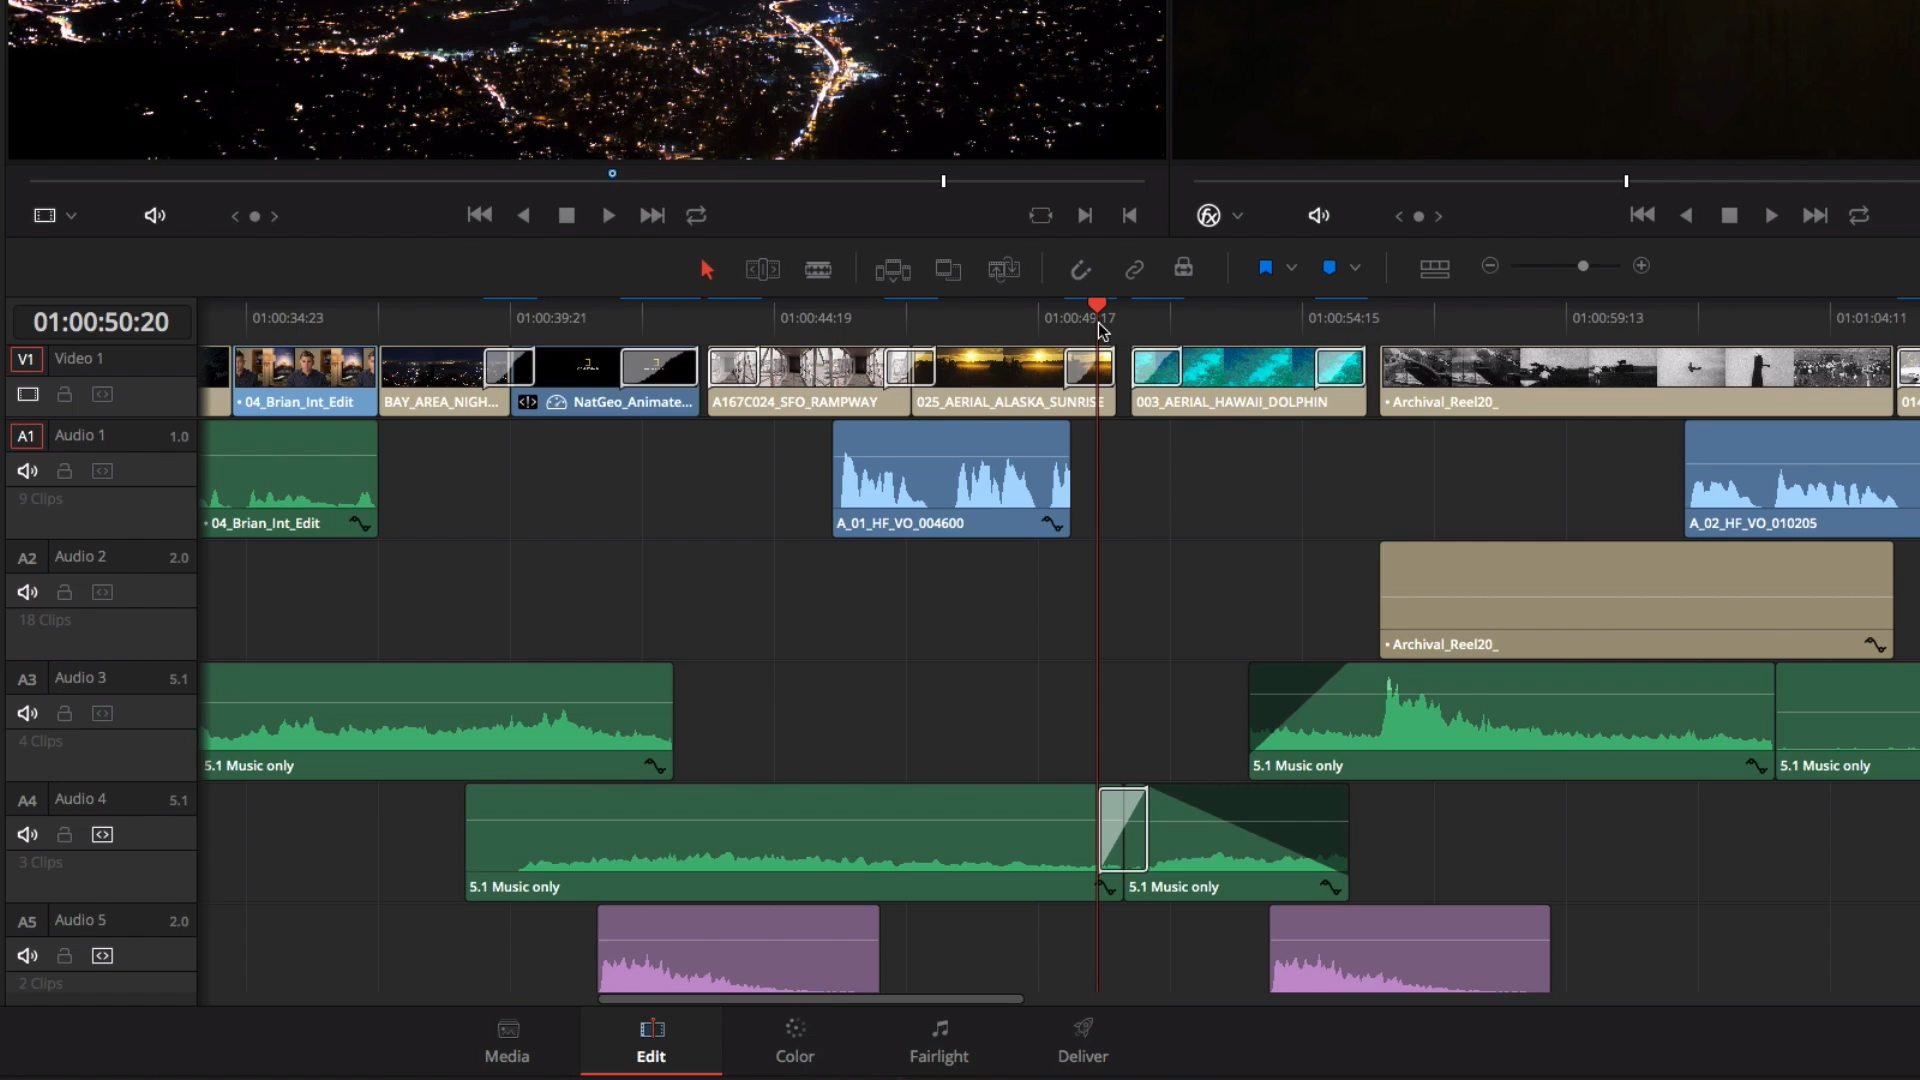 01:00:50:20
01:00:34:23
01:00:39:21
01:00:44:19
01:00:49:17
01:00:54:15
01:00:59:13
01:01:04:11
V1 Video 1
• 04_Brian_Int_Edit
BAY_AREA_NIGH...
NatGeo_Animate...
A167C024_SFO_RAMPWAY
025_AERIAL_ALASKA_SUNRISE
003_AERIAL_HAWAII_DOLPHIN
• Archival_Reel20_
014
A1 Audio 1 1.0
9 Clips
• 04_Brian_Int_Edit
A_01_HF_VO_004600
A_02_HF_VO_010205
A2 Audio 2 2.0
18 Clips
• Archival_Reel20_
A3 Audio 3 5.1
4 Clips
5.1 Music only
5.1 Music only
5.1 Music only
A4 Audio 4 5.1
3 Clips
5.1 Music only
5.1 Music only
A5 Audio 5 2.0
2 Clips
Media
Edit
Color
Fairlight
Deliver